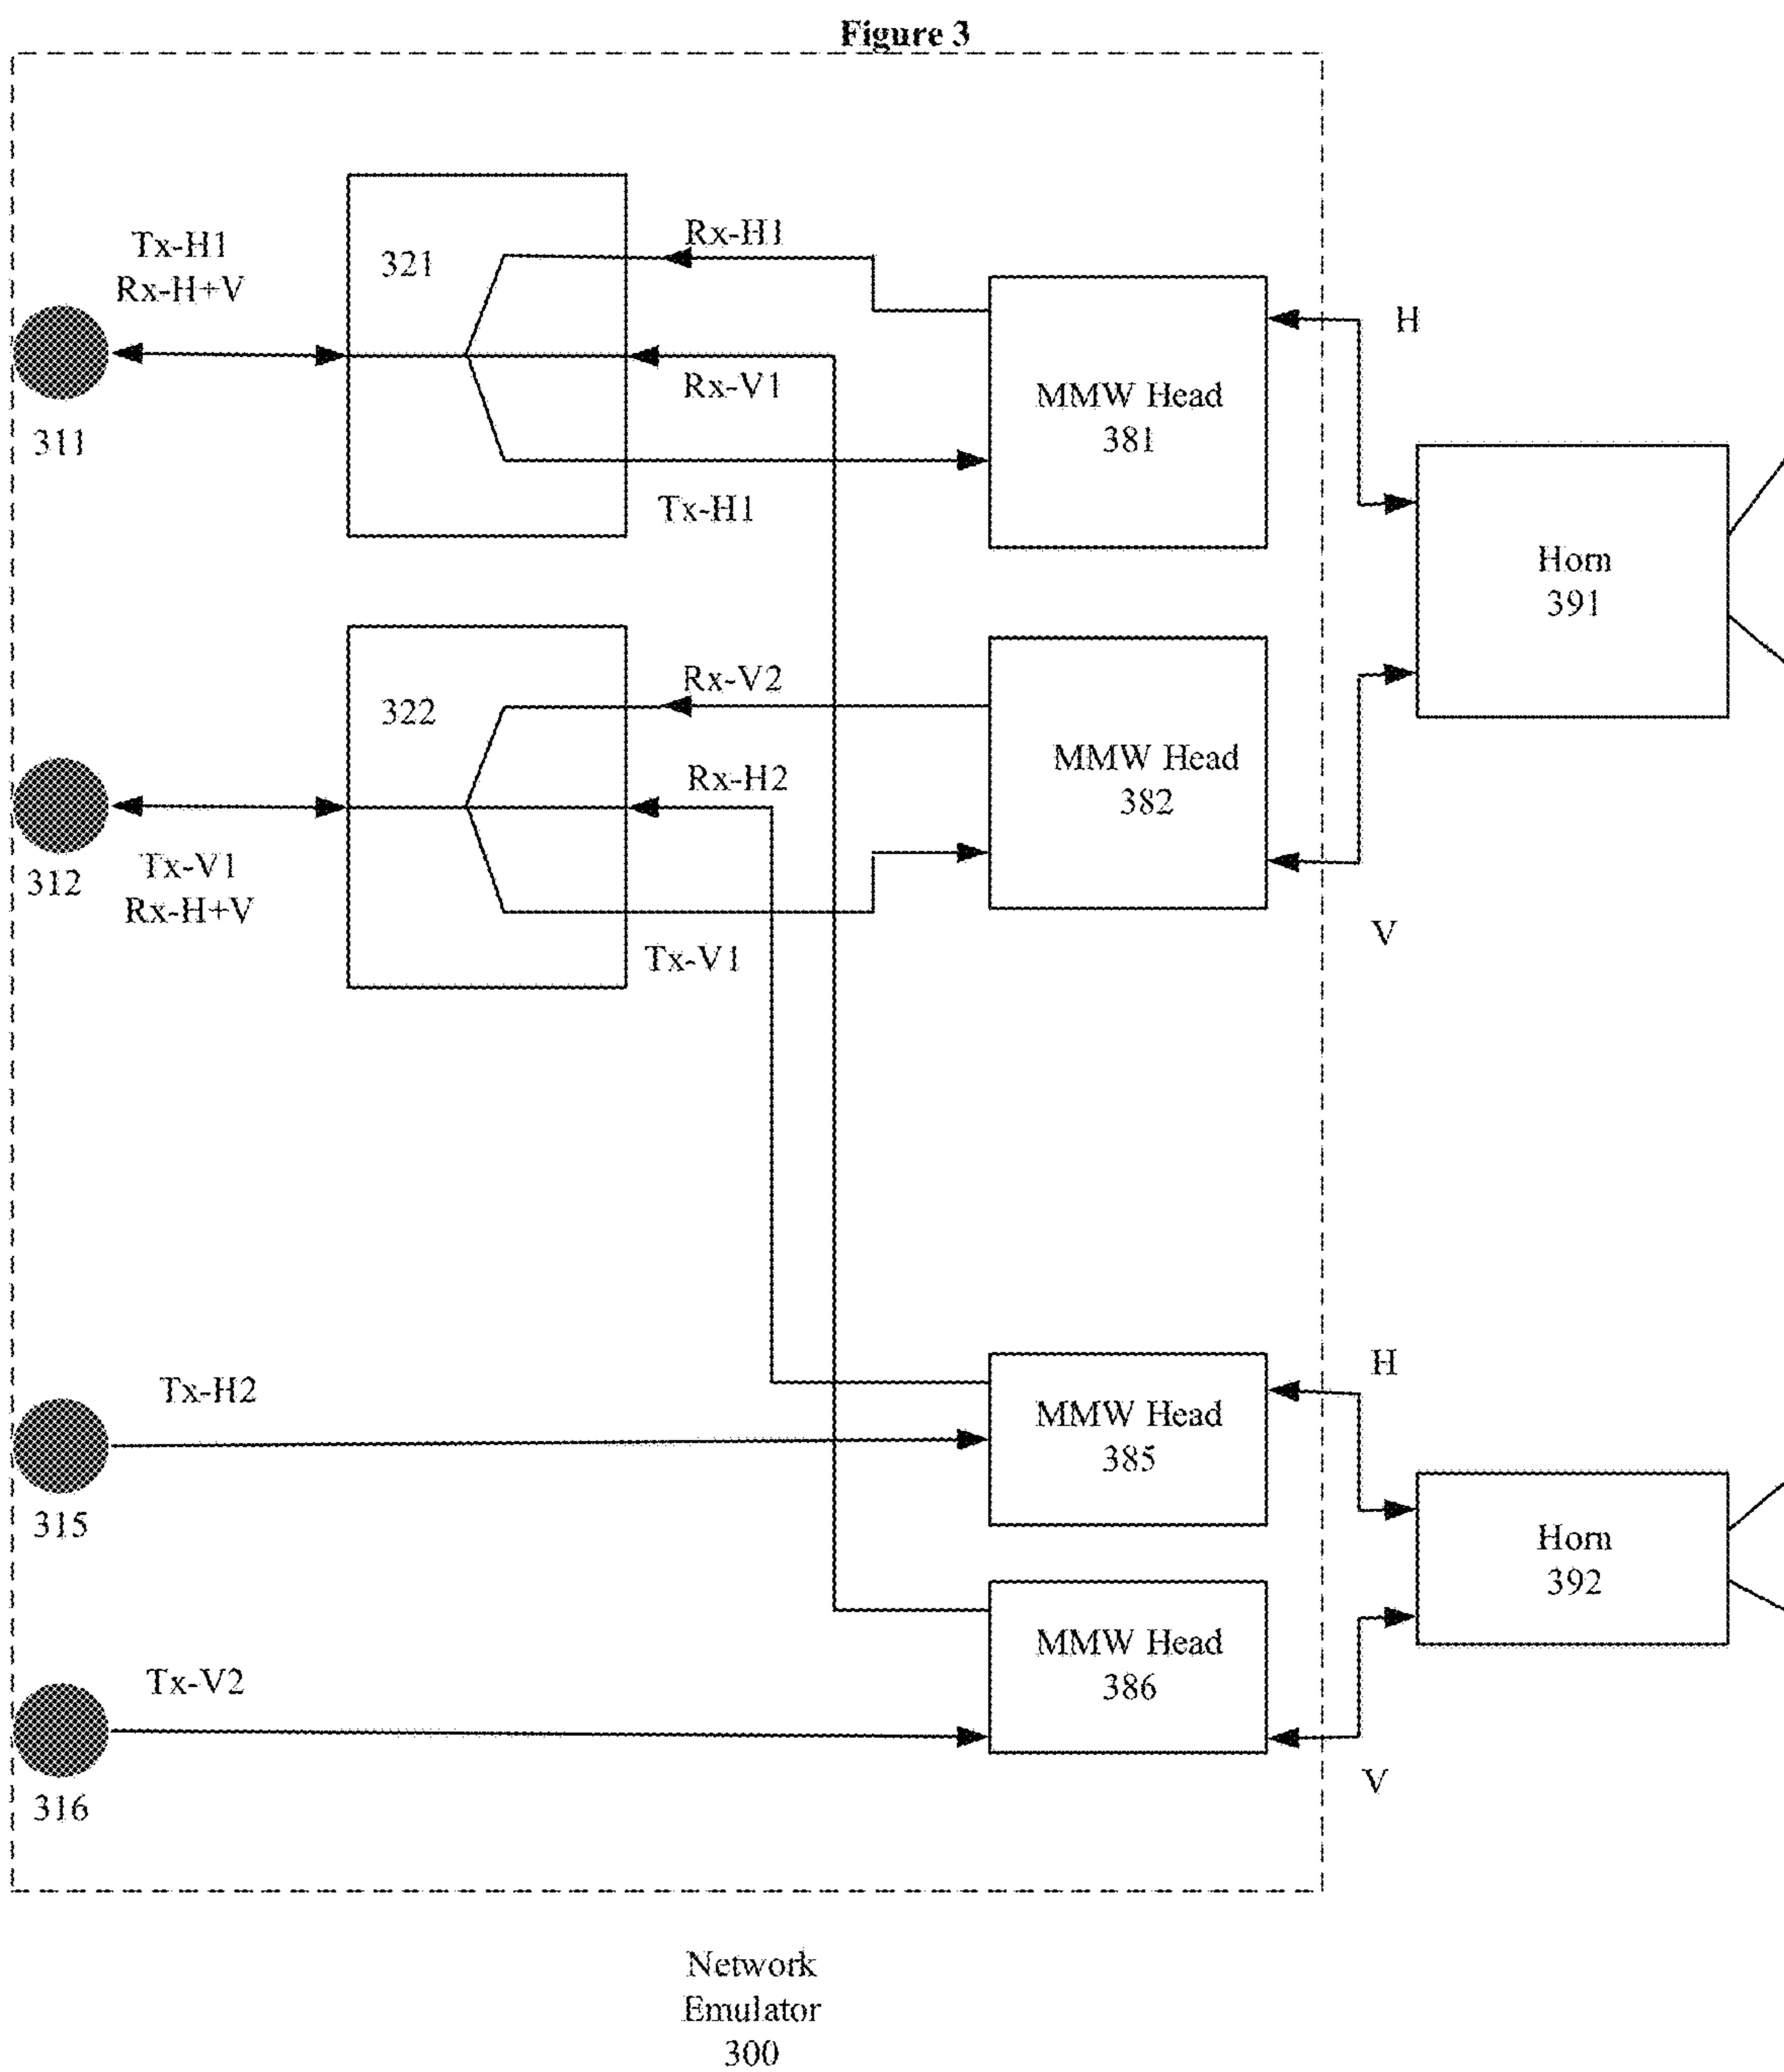 Figure 3
Tx-H1
Rx-H+V
311
321
Rx-H1
Rx-V1
Tx-H1
MMW Head
381
H
Horn
391
322
Rx-V2
Rx-H2
Tx-V1
MMW Head
382
V
312
Tx-V1
Rx-H+V
Tx-H2
315
MMW Head
385
H
Horn
392
Tx-V2
316
MMW Head
386
V
Network
Emulator
300